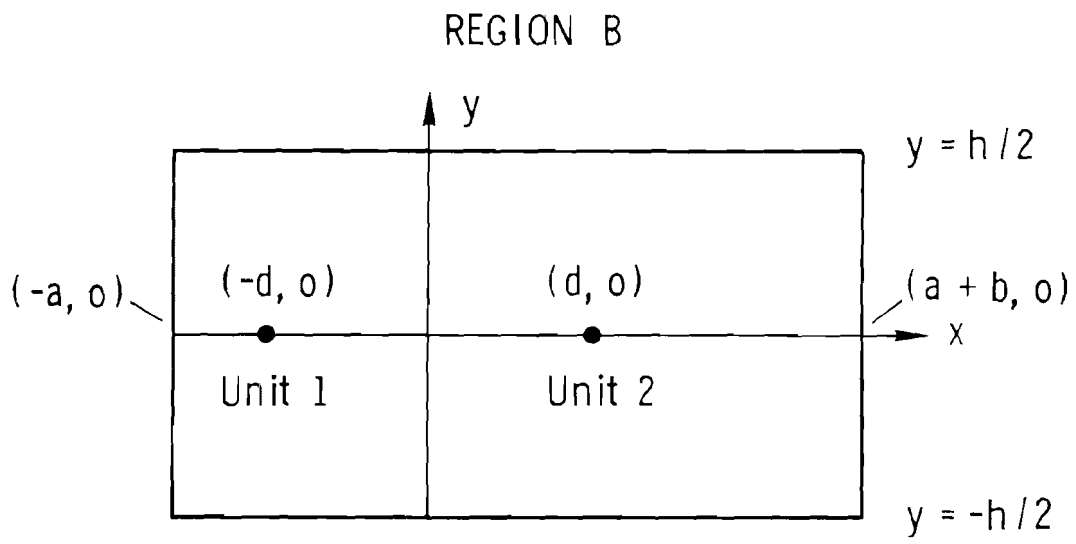 REGION B
y
y = h/2
(-a, o)
(-d, o)
(d, o)
(a + b, o)
x
Unit 1
Unit 2
y = -h/2